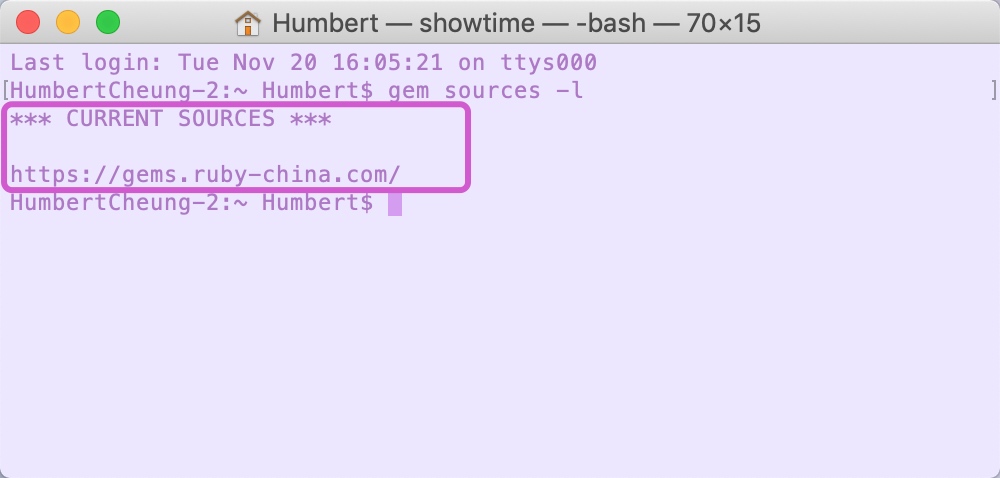 Humbert — showtime — -bash — 70×15
Last login: Tue Nov 20 16:05:21 on ttys000
[HumbertCheung-2:~ Humbert$ gem sources -l ]
*** CURRENT SOURCES ***
https://gems.ruby-china.com/
HumbertCheung-2:~ Humbert$